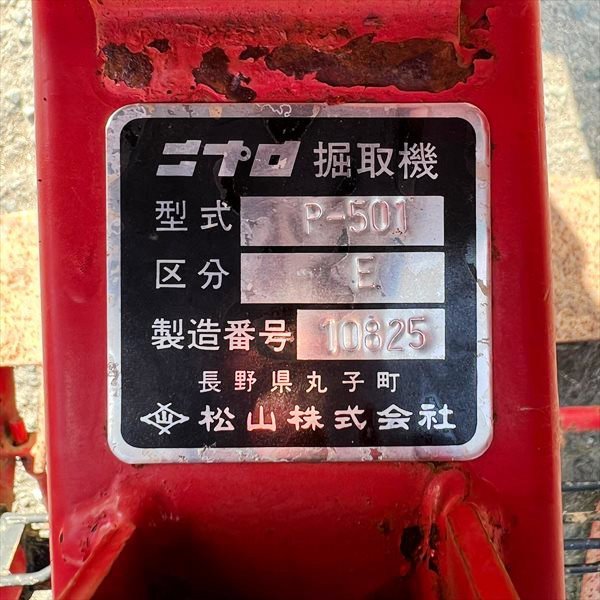 ニプロ 掘取機
型式 P-501
区分 E
製造番号 10825
長野県丸子町
松山株式会社